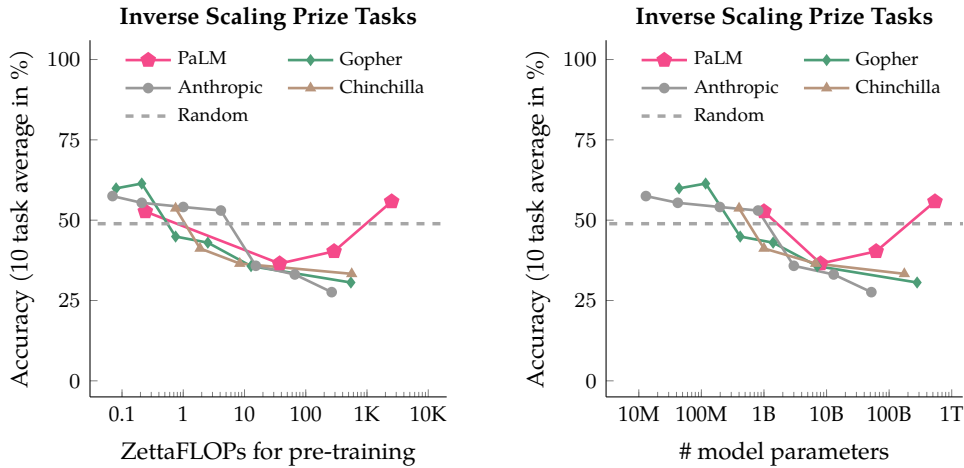 Inverse Scaling Prize Tasks
Accuracy (10 task average in %)
PaLM Gopher
Anthropic Chinchilla
Random
100
75
50
25
0
0.1 1 10 100 1K 10K
ZettaFLOPs for pre-training
Inverse Scaling Prize Tasks
Accuracy (10 task average in %)
PaLM Gopher
Anthropic Chinchilla
Random
100
75
50
25
0
10M 100M 1B 10B 100B 1T
# model parameters